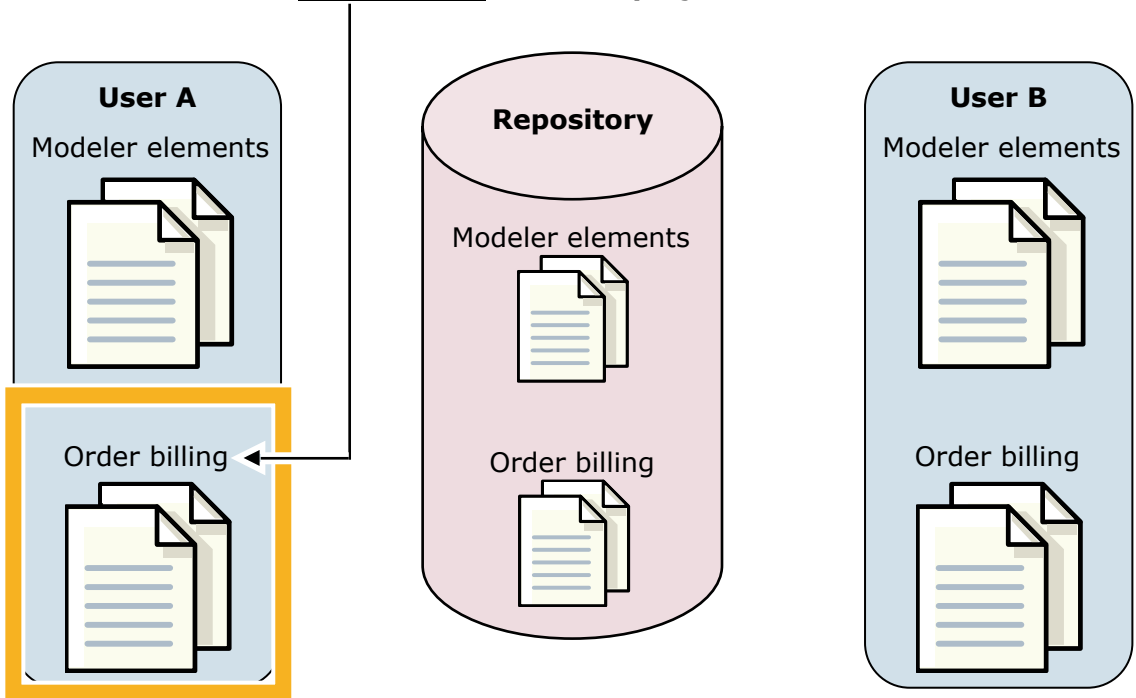 User A
Modeler elements
Order billing
Repository
Modeler elements
Order billing
User B
Modeler elements
Order billing